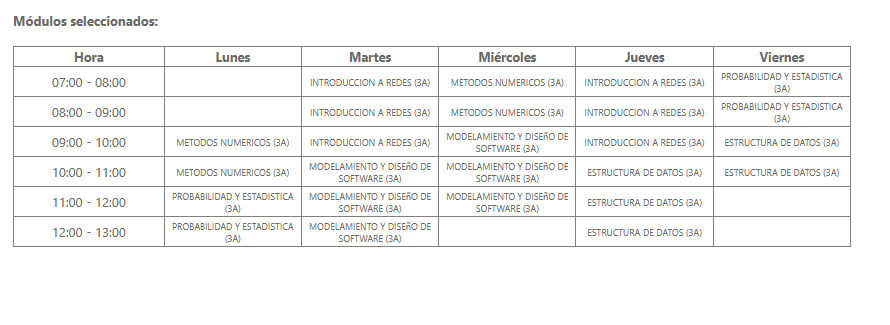 Módulos seleccionados:
Hora Lunes Martes Miércoles Jueves Viernes
07:00 - 08:00 INTRODUCCION A REDES (3A) METODOS NUMERICOS (3A) INTRODUCCION A REDES (3A) PROBABILIDAD Y ESTADISTICA (3A)
08:00 - 09:00 INTRODUCCION A REDES (3A) METODOS NUMERICOS (3A) INTRODUCCION A REDES (3A) PROBABILIDAD Y ESTADISTICA (3A)
09:00 - 10:00 METODOS NUMERICOS (3A) INTRODUCCION A REDES (3A) MODELAMIENTO Y DISEñO DE SOFTWARE (3A) INTRODUCCION A REDES (3A) ESTRUCTURA DE DATOS (3A)
10:00 - 11:00 METODOS NUMERICOS (3A) MODELAMIENTO Y DISEñO DE SOFTWARE (3A) MODELAMIENTO Y DISEñO DE SOFTWARE (3A) ESTRUCTURA DE DATOS (3A) ESTRUCTURA DE DATOS (3A)
11:00 - 12:00 PROBABILIDAD Y ESTADISTICA (3A) MODELAMIENTO Y DISEñO DE SOFTWARE (3A) MODELAMIENTO Y DISEñO DE SOFTWARE (3A) ESTRUCTURA DE DATOS (3A)
12:00 - 13:00 PROBABILIDAD Y ESTADISTICA (3A) MODELAMIENTO Y DISEñO DE SOFTWARE (3A) ESTRUCTURA DE DATOS (3A)